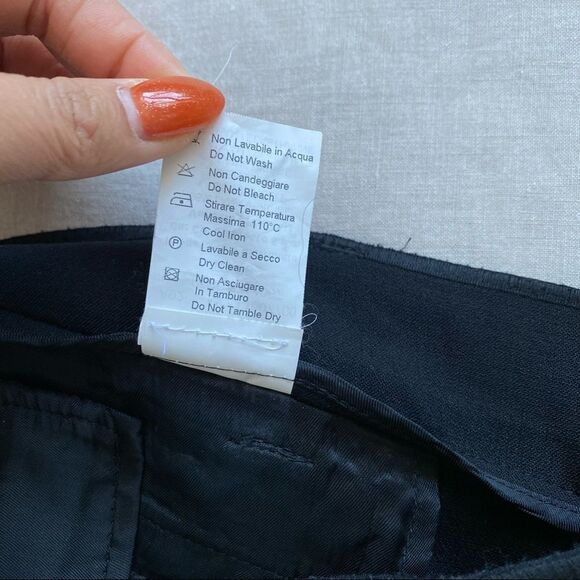 Non Lavabile in Acqua
Do Not Wash
Non Candeggiare
Do Not Bleach
Stirare Temperatura
Massima 110°C
Cool Iron
P
Lavabile a Secco
Dry Clean
Non Asciugare
In Tamburo
Do Not Tamble Dry